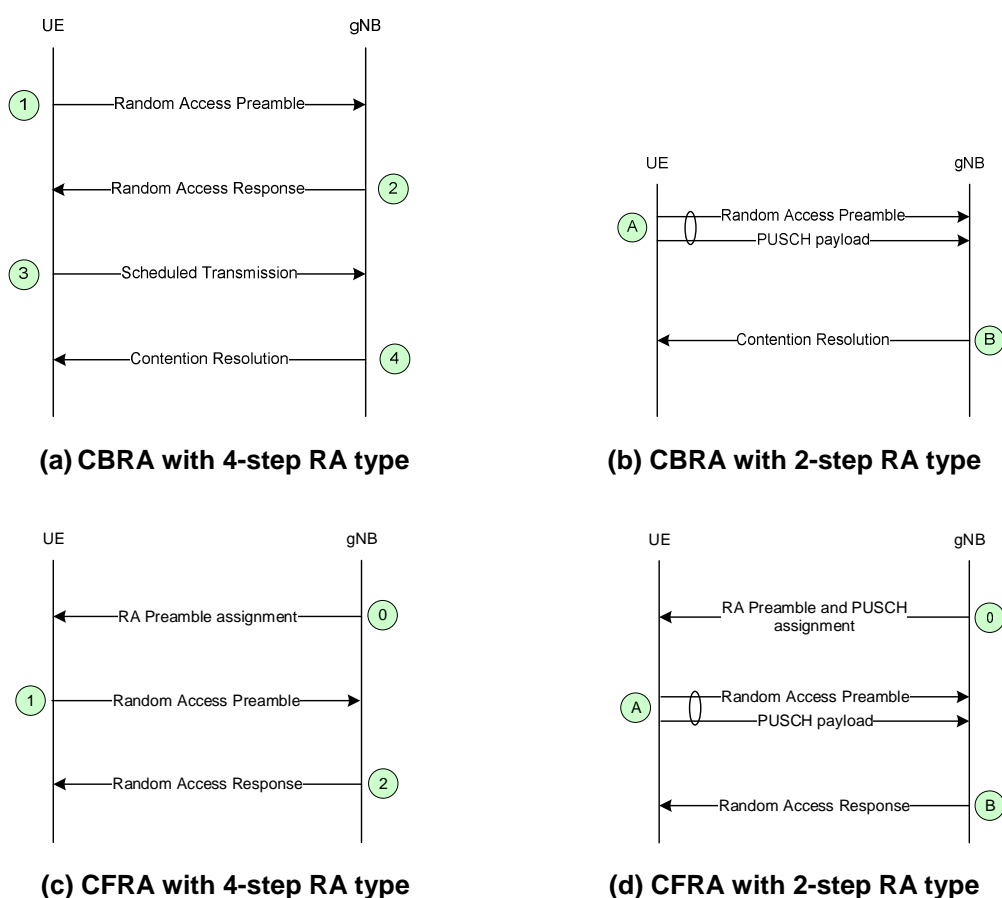 UE gNB
1 Random Access Preamble
Random Access Response 2
3 Scheduled Transmission
Contention Resolution 4
(a) CBRA with 4-step RA type
UE gNB
A Random Access Preamble
PUSCH payload
Contention Resolution B
(b) CBRA with 2-step RA type
UE gNB
RA Preamble assignment 0
1 Random Access Preamble
Random Access Response 2
(c) CFRA with 4-step RA type
UE gNB
RA Preamble and PUSCH
assignment 0
A Random Access Preamble
PUSCH payload
Random Access Response B
(d) CFRA with 2-step RA type